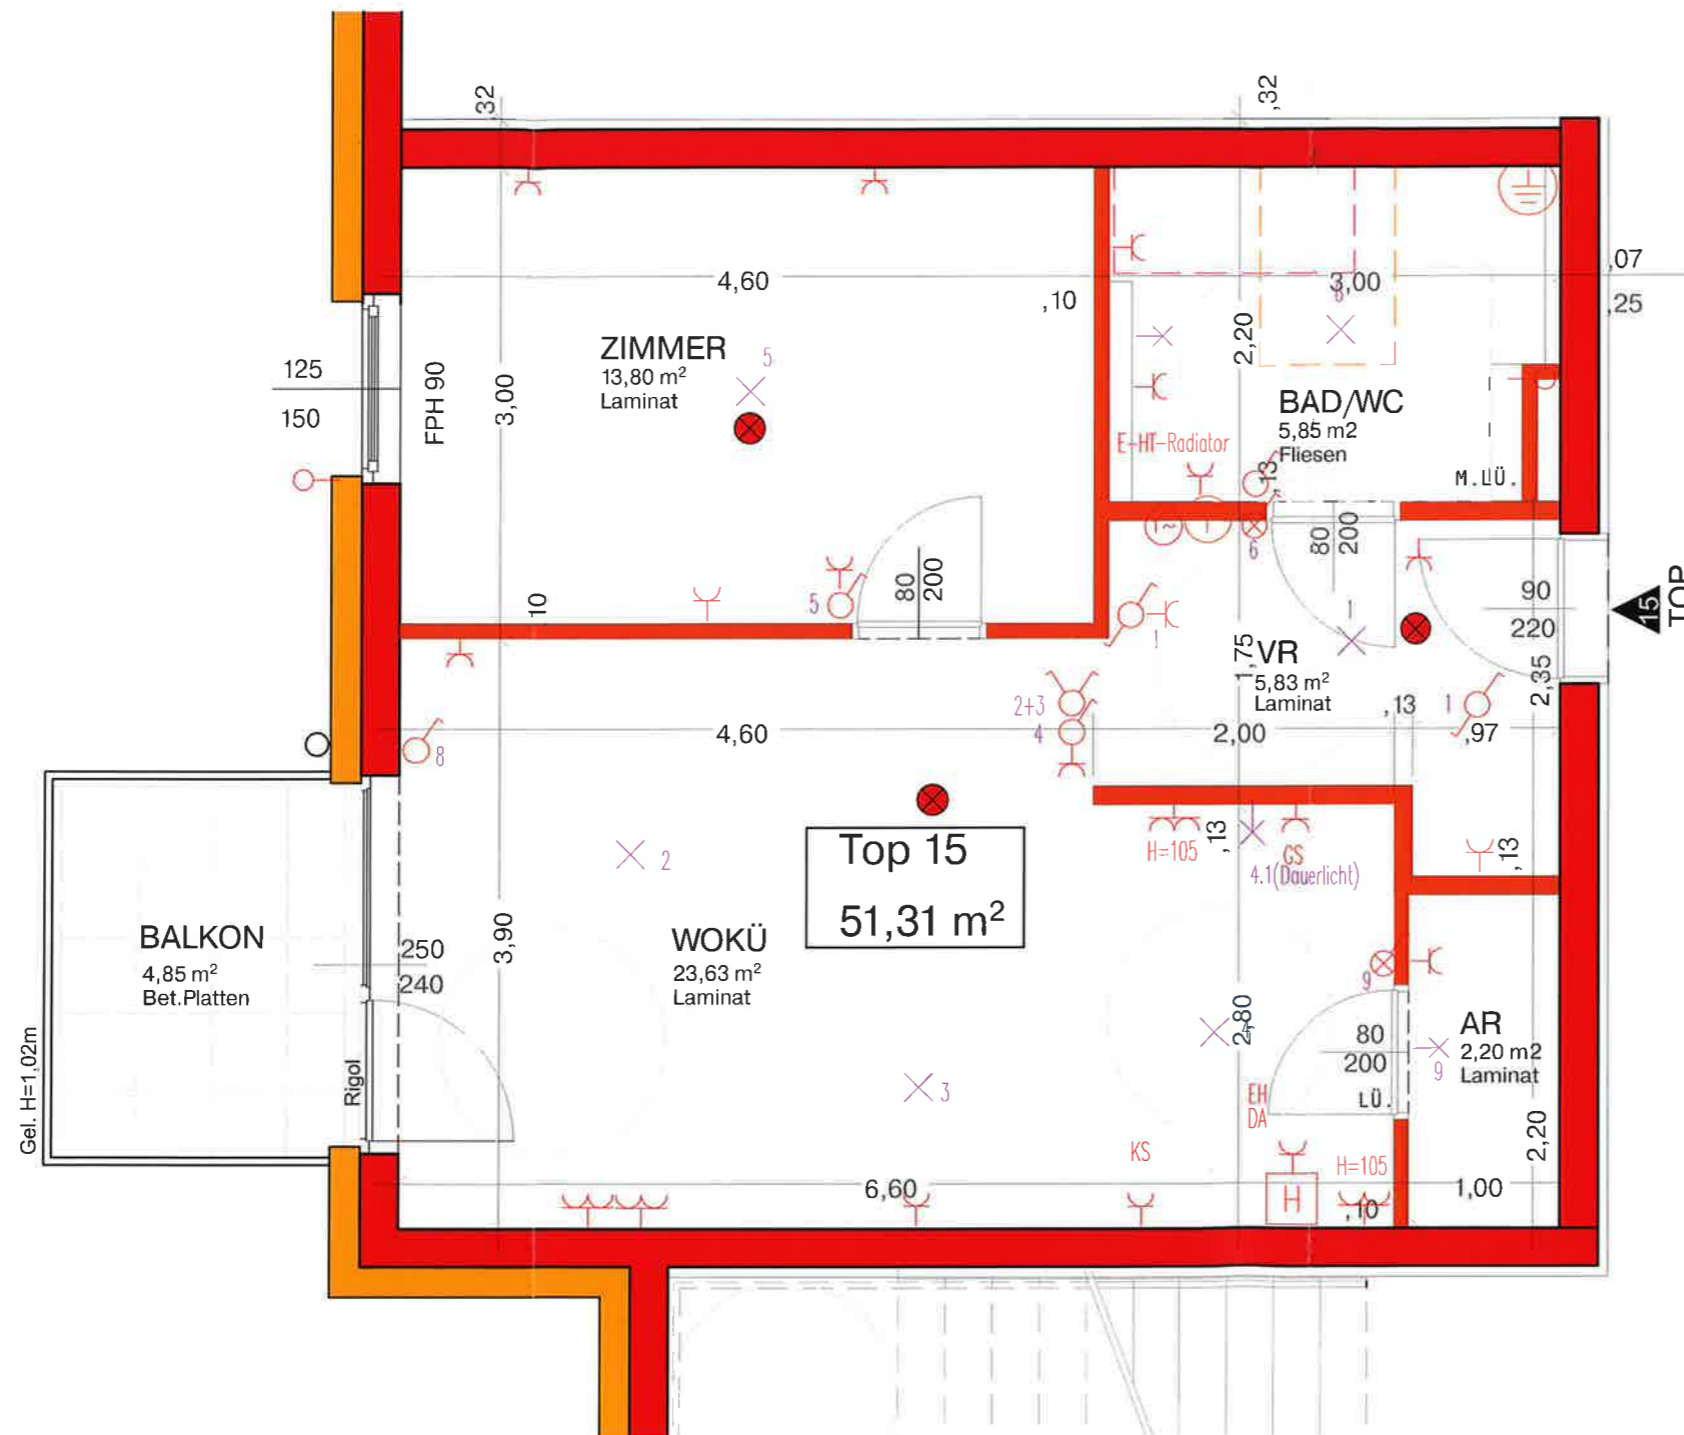 ,32
,32
4,60
,10
3,00
8
,07
,25
2,20
ZIMMER
13,80 m²
Laminat
5
125
150
FPH 90
3,00
BAD/WC
5,85 m2
Fliesen
E-HT-Radiator
,13
M.LÜ.
1~
6
80
200
10
5
80
200
1
1
90
220
15
TOP
VR
5,83 m²
Laminat
1,75
2,35
2+3
4
4,60
2,00
,13
1
,97
8
Top 15
51,31 m²
2
H=105
,13
GS
4.1(Dauerlicht)
,13
BALKON
4,85 m²
Bet.Platten
250
240
3,90
WOKÜ
23,63 m²
Laminat
9
2,80
80
200
LÜ.
AR
2,20 m2
Laminat
9
Gel. H=1,02m
Rigol
3
EH
DA
KS
H=105
2,20
6,60
H
,10
1,00